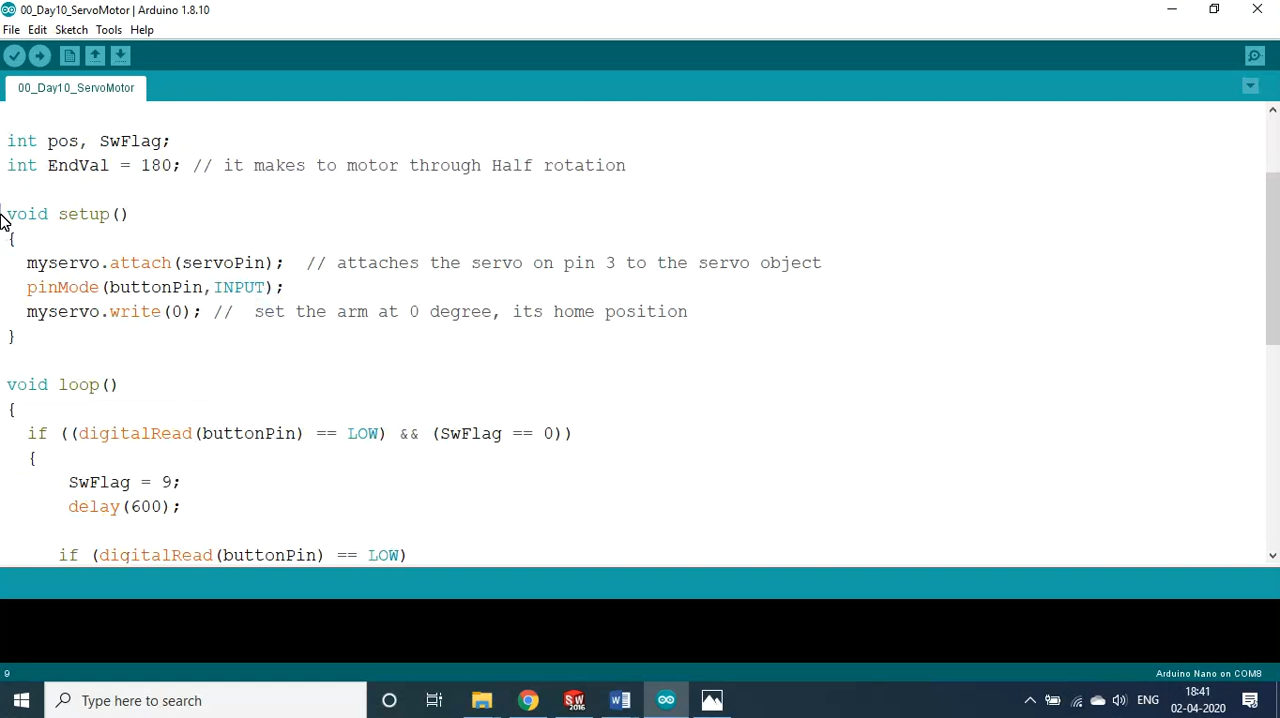 00_Day10_ServoMotor | Arduino 1.8.10
File Edit Sketch Tools Help
00_Day10_ServoMotor
int pos, SwFlag;
int EndVal = 180; // it makes to motor through Half rotation
void setup()
{
myservo.attach(servoPin);  // attaches the servo on pin 3 to the servo object
pinMode(buttonPin,INPUT);
myservo.write(0); //  set the arm at 0 degree, its home position
}
void loop()
{
if ((digitalRead(buttonPin) == LOW) && (SwFlag == 0))
{
SwFlag = 9;
delay(600);
if (digitalRead(buttonPin) == LOW)
9
Arduino Nano on COM8
Type here to search
SW
2016
W
ENG
18:41
02-04-2020